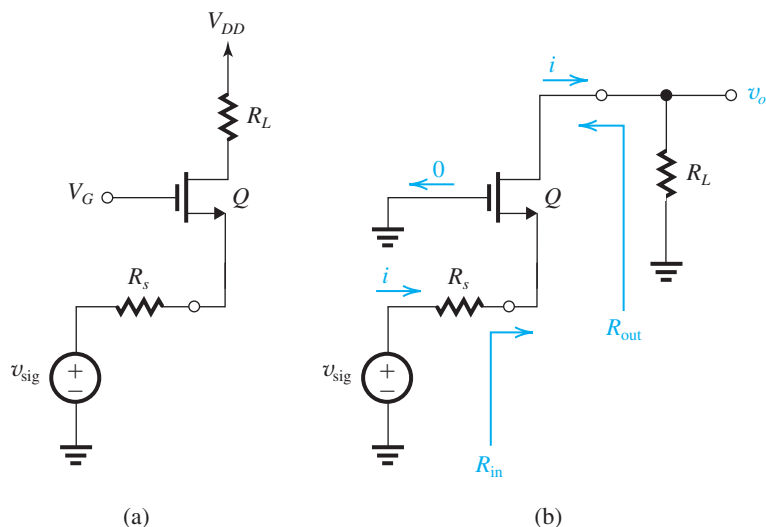 V_DD
R_L
V_G
Q
R_s
v_sig
+
−
(a)
i
v_o
0
R_L
Q
i
R_s
R_out
v_sig
+
−
R_in
(b)